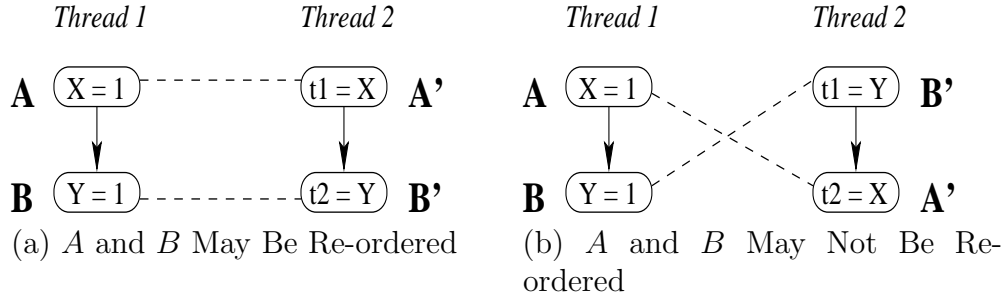 Thread 1 Thread 2 Thread 1 Thread 2
A X = 1 t1 = X A' A X = 1 t1 = Y B'
B Y = 1 t2 = Y B' B Y = 1 t2 = X A'
(a) A and B May Be Re-ordered
(b) A and B May Not Be Re-
ordered